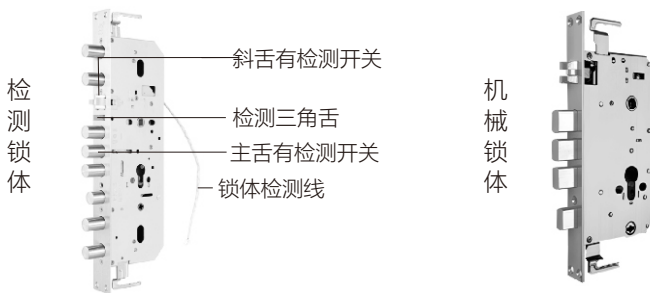 检测锁体
斜舌有检测开关
检测三角舌
主舌有检测开关
锁体检测线
机械锁体